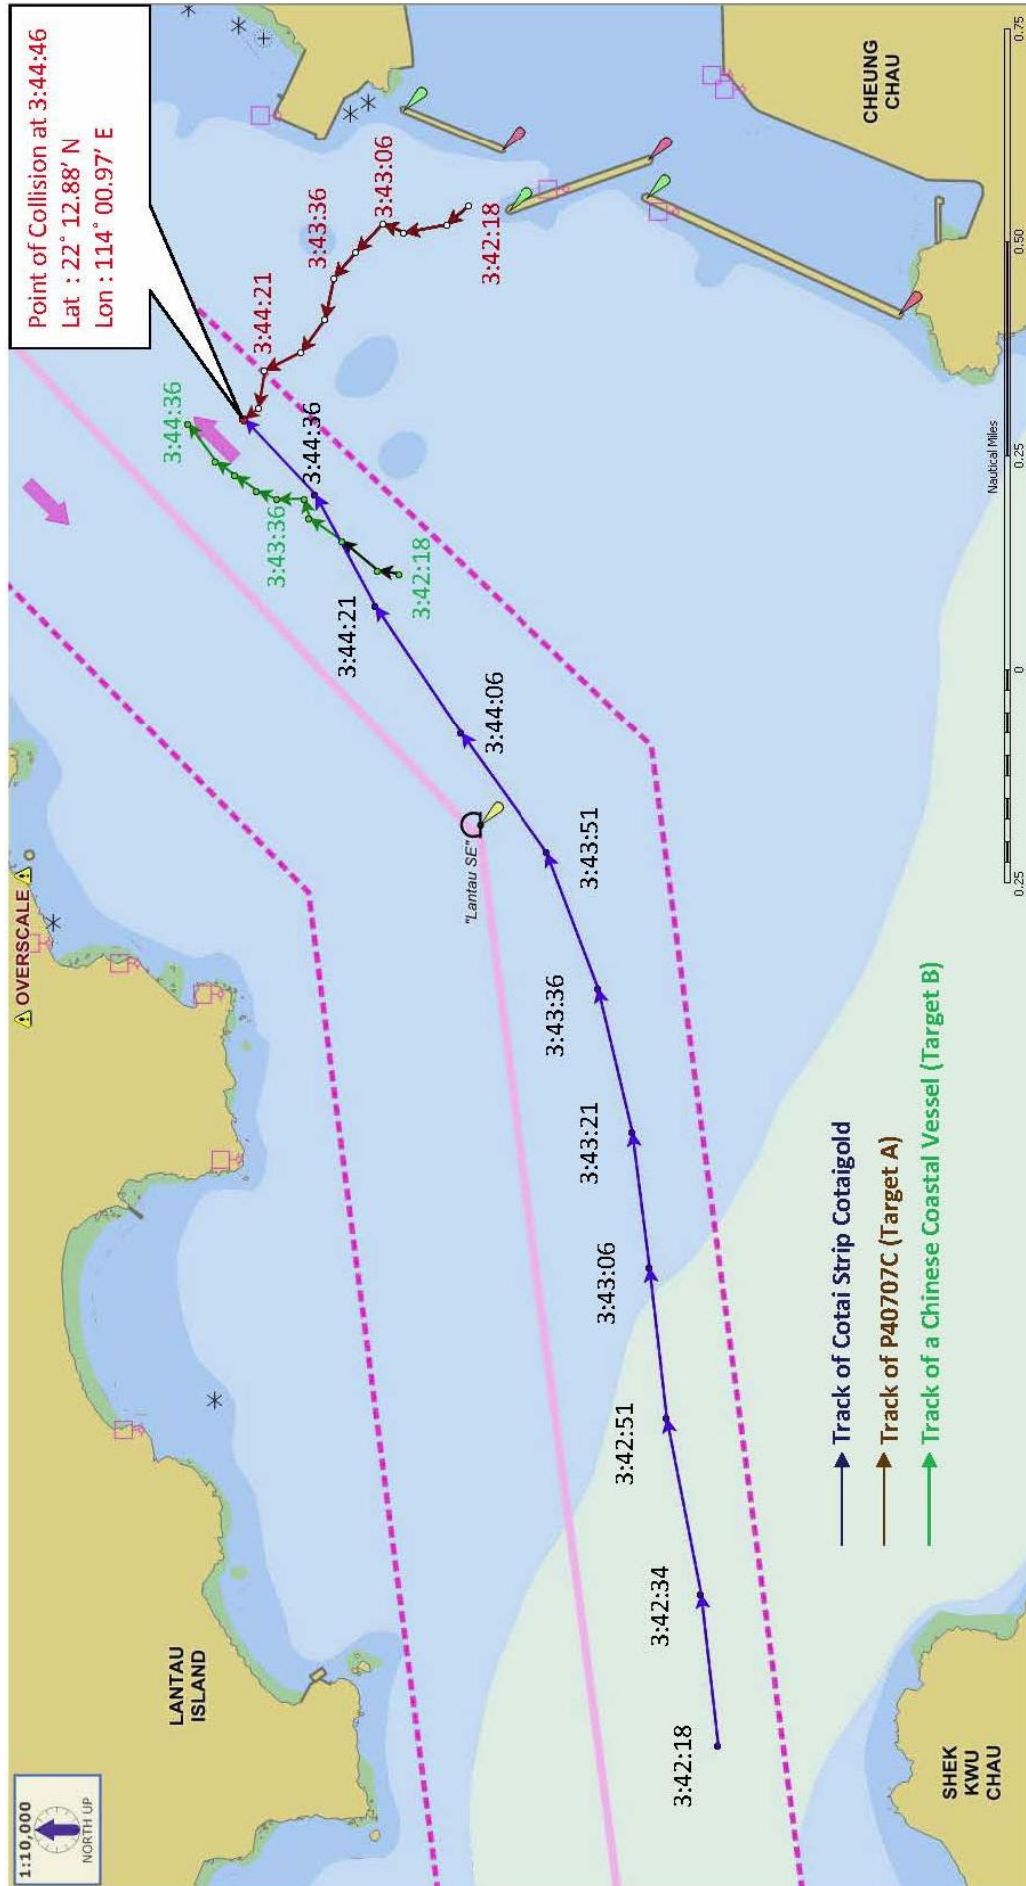 1:10,000
NORTH UP
OVERSCALE
Point of Collision at 3:44:46
Lat : 22° 12.88' N
Lon : 114° 00.97' E
LANTAU
ISLAND
"Lantau SE"
3:44:36
3:43:36
3:42:18
3:44:21
3:43:36
3:43:06
3:42:18
3:42:18
3:42:34
3:42:51
3:43:06
3:43:21
3:43:36
3:43:51
3:44:06
3:44:21
3:44:36
CHEUNG
CHAU
SHEK
KWU
CHAU
Track of Cotai Strip Cotaigold
Track of P40707C (Target A)
Track of a Chinese Coastal Vessel (Target B)
Nautical Miles
0.25
0
0.25
0.50
0.75